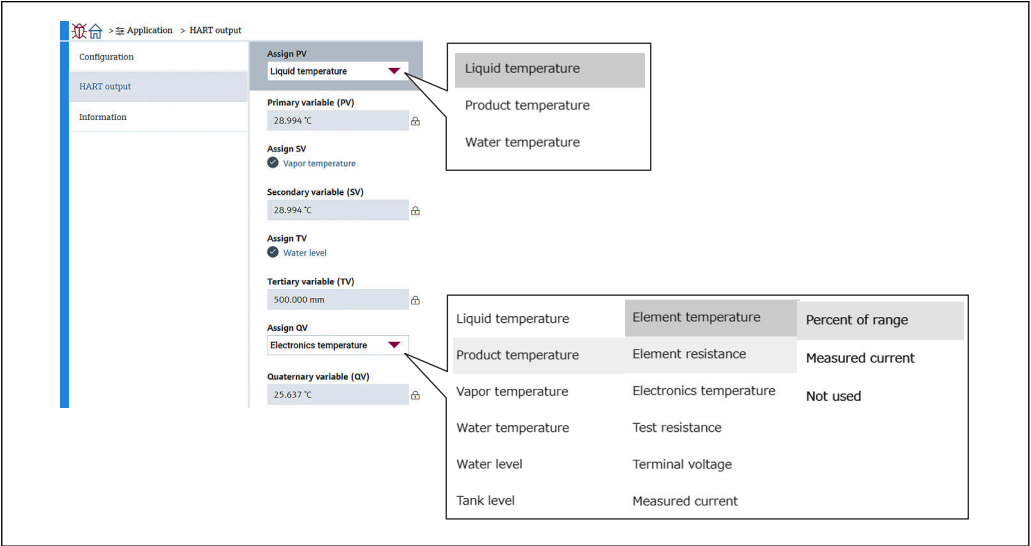 > Application > HART output
Configuration
HART output
Information
Assign PV
Liquid temperature
Primary variable (PV)
28.994 °C
Assign SV
Vapor temperature
Secondary variable (SV)
28.994 °C
Assign TV
Water level
Tertiary variable (TV)
500.000 mm
Assign QV
Electronics temperature
Quaternary variable (QV)
25.637 °C
Liquid temperature
Product temperature
Water temperature
Liquid temperature
Product temperature
Vapor temperature
Water temperature
Water level
Tank level
Element temperature
Element resistance
Electronics temperature
Test resistance
Terminal voltage
Measured current
Percent of range
Measured current
Not used